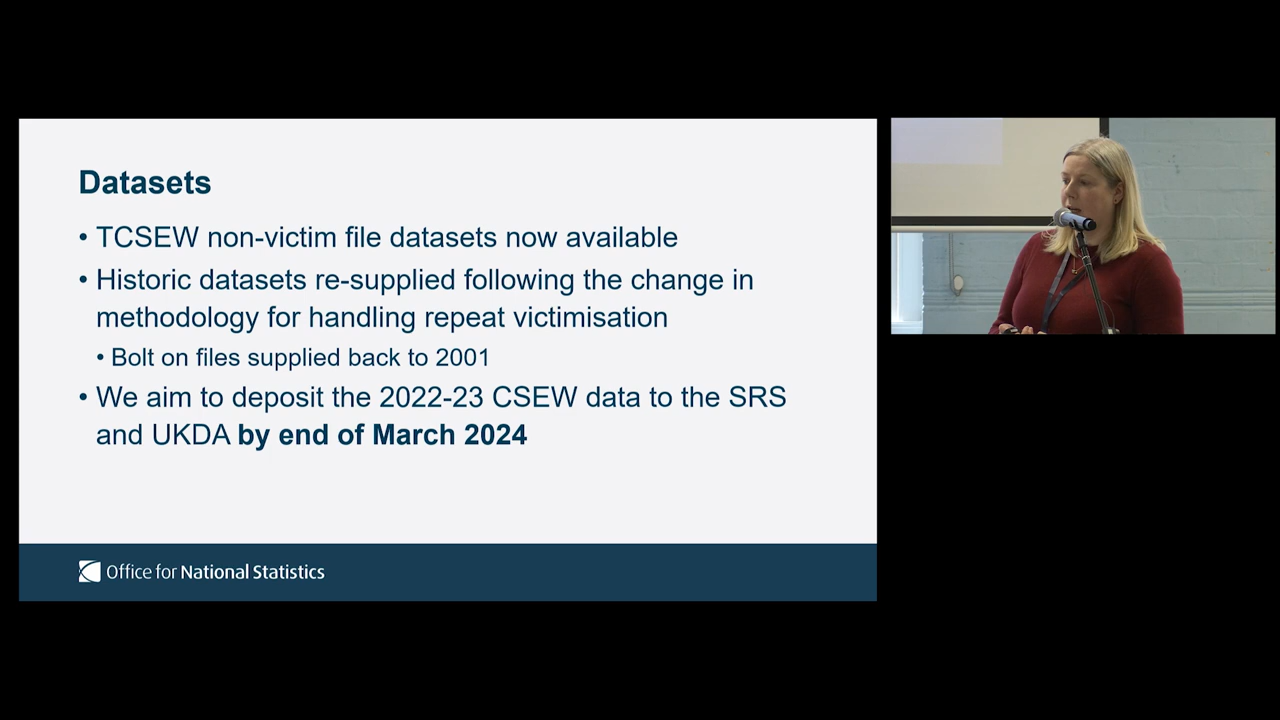 Datasets
• TCSEW non-victim file datasets now available
• Historic datasets re-supplied following the change in
methodology for handling repeat victimisation
• Bolt on files supplied back to 2001
• We aim to deposit the 2022-23 CSEW data to the SRS
and UKDA by end of March 2024
Office for National Statistics